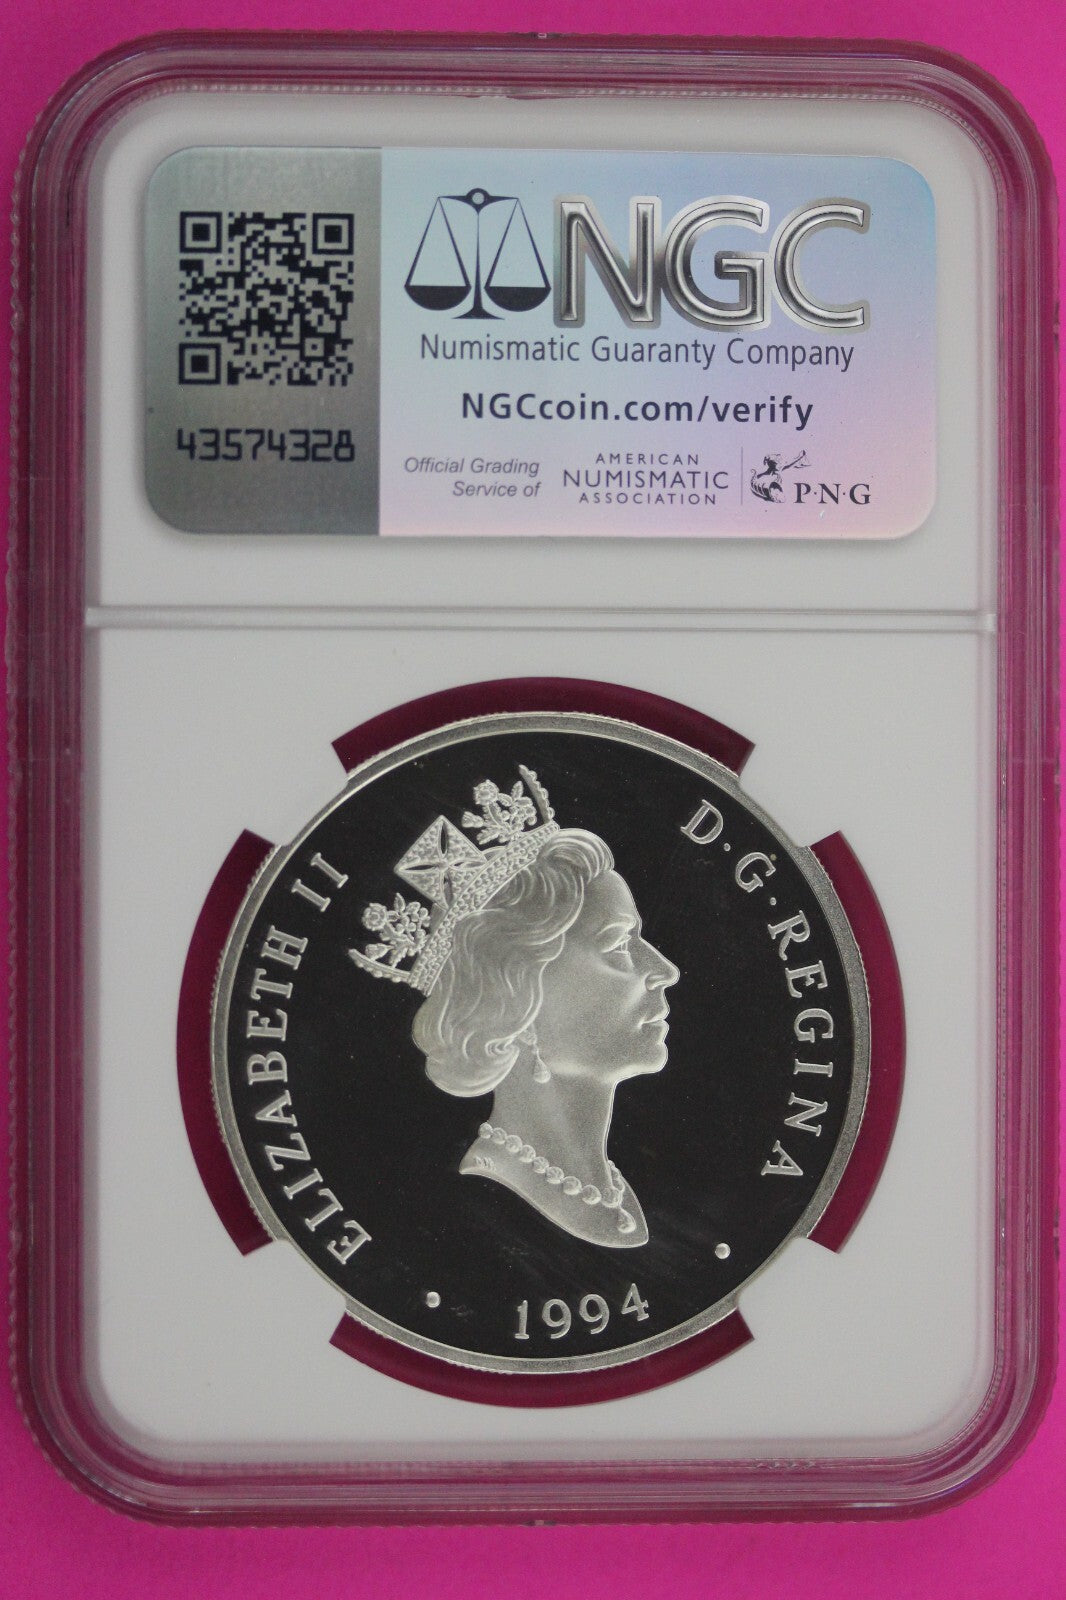 43574328
NGC
Numismatic Guaranty Company
NGCcoin.com/verify
Official Grading
Service of
AMERICAN
NUMISMATIC
ASSOCIATION
P·N·G
ELIZABETH II
D·G·REGINA
• 1994 •